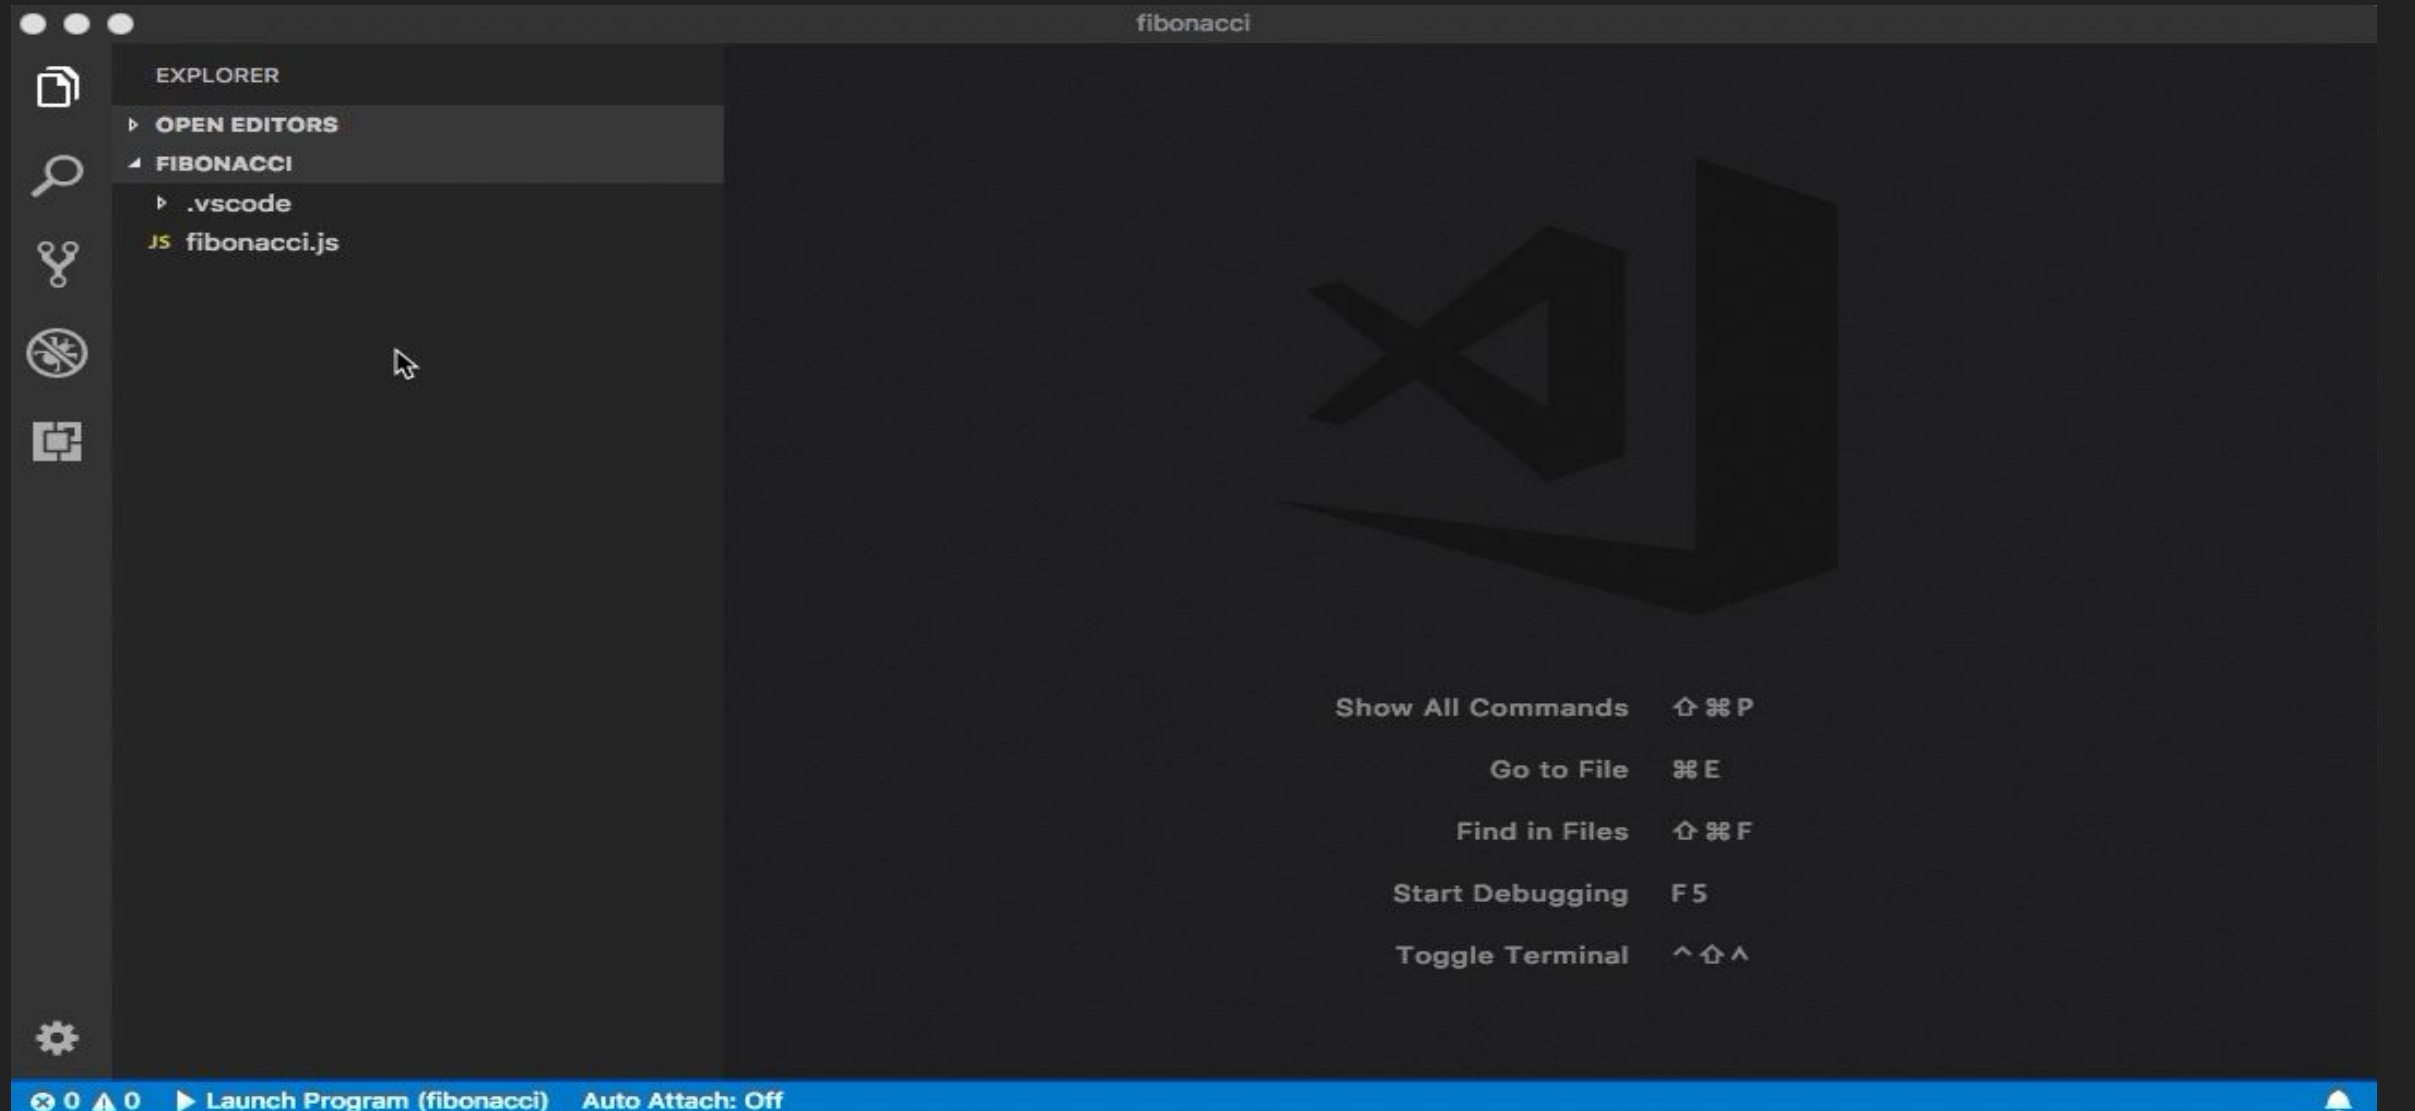 fibonacci
EXPLORER
OPEN EDITORS
FIBONACCI
.vscode
JS fibonacci.js
Show All Commands ⇧⌘P
Go to File ⌘E
Find in Files ⇧⌘F
Start Debugging F5
Toggle Terminal ^⇧^
0 0 Launch Program (fibonacci) Auto Attach: Off